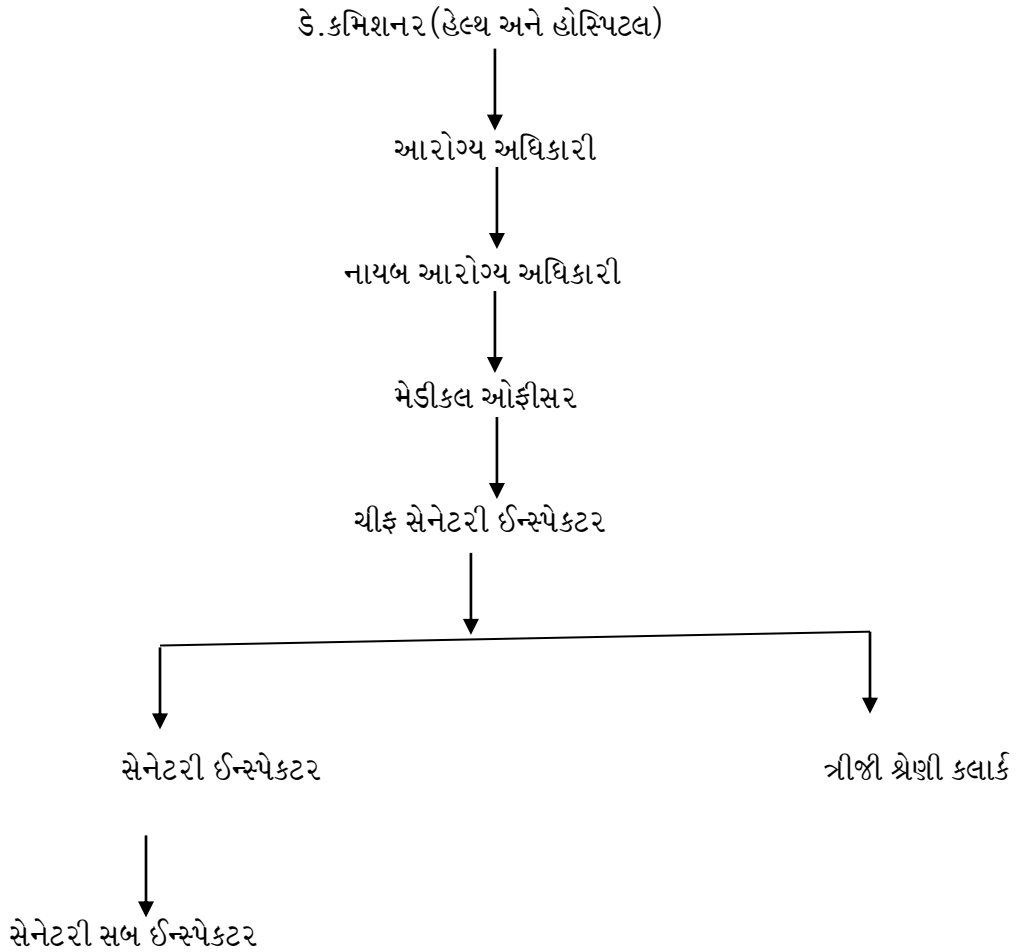 ડે.કમિશનર(હેલ્થ અને હોસ્પિટલ)
આરોગ્ય અધિકારી
નાયબ આરોગ્ય અધિકારી
મેડીકલ ઓફીસર
ચીફ સેનેટરી ઈન્સ્પેકટર
સેનેટરી ઈન્સ્પેકટર
ત્રીજી શ્રેણી કલાર્ક
સેનેટરી સબ ઈન્સ્પેકટર